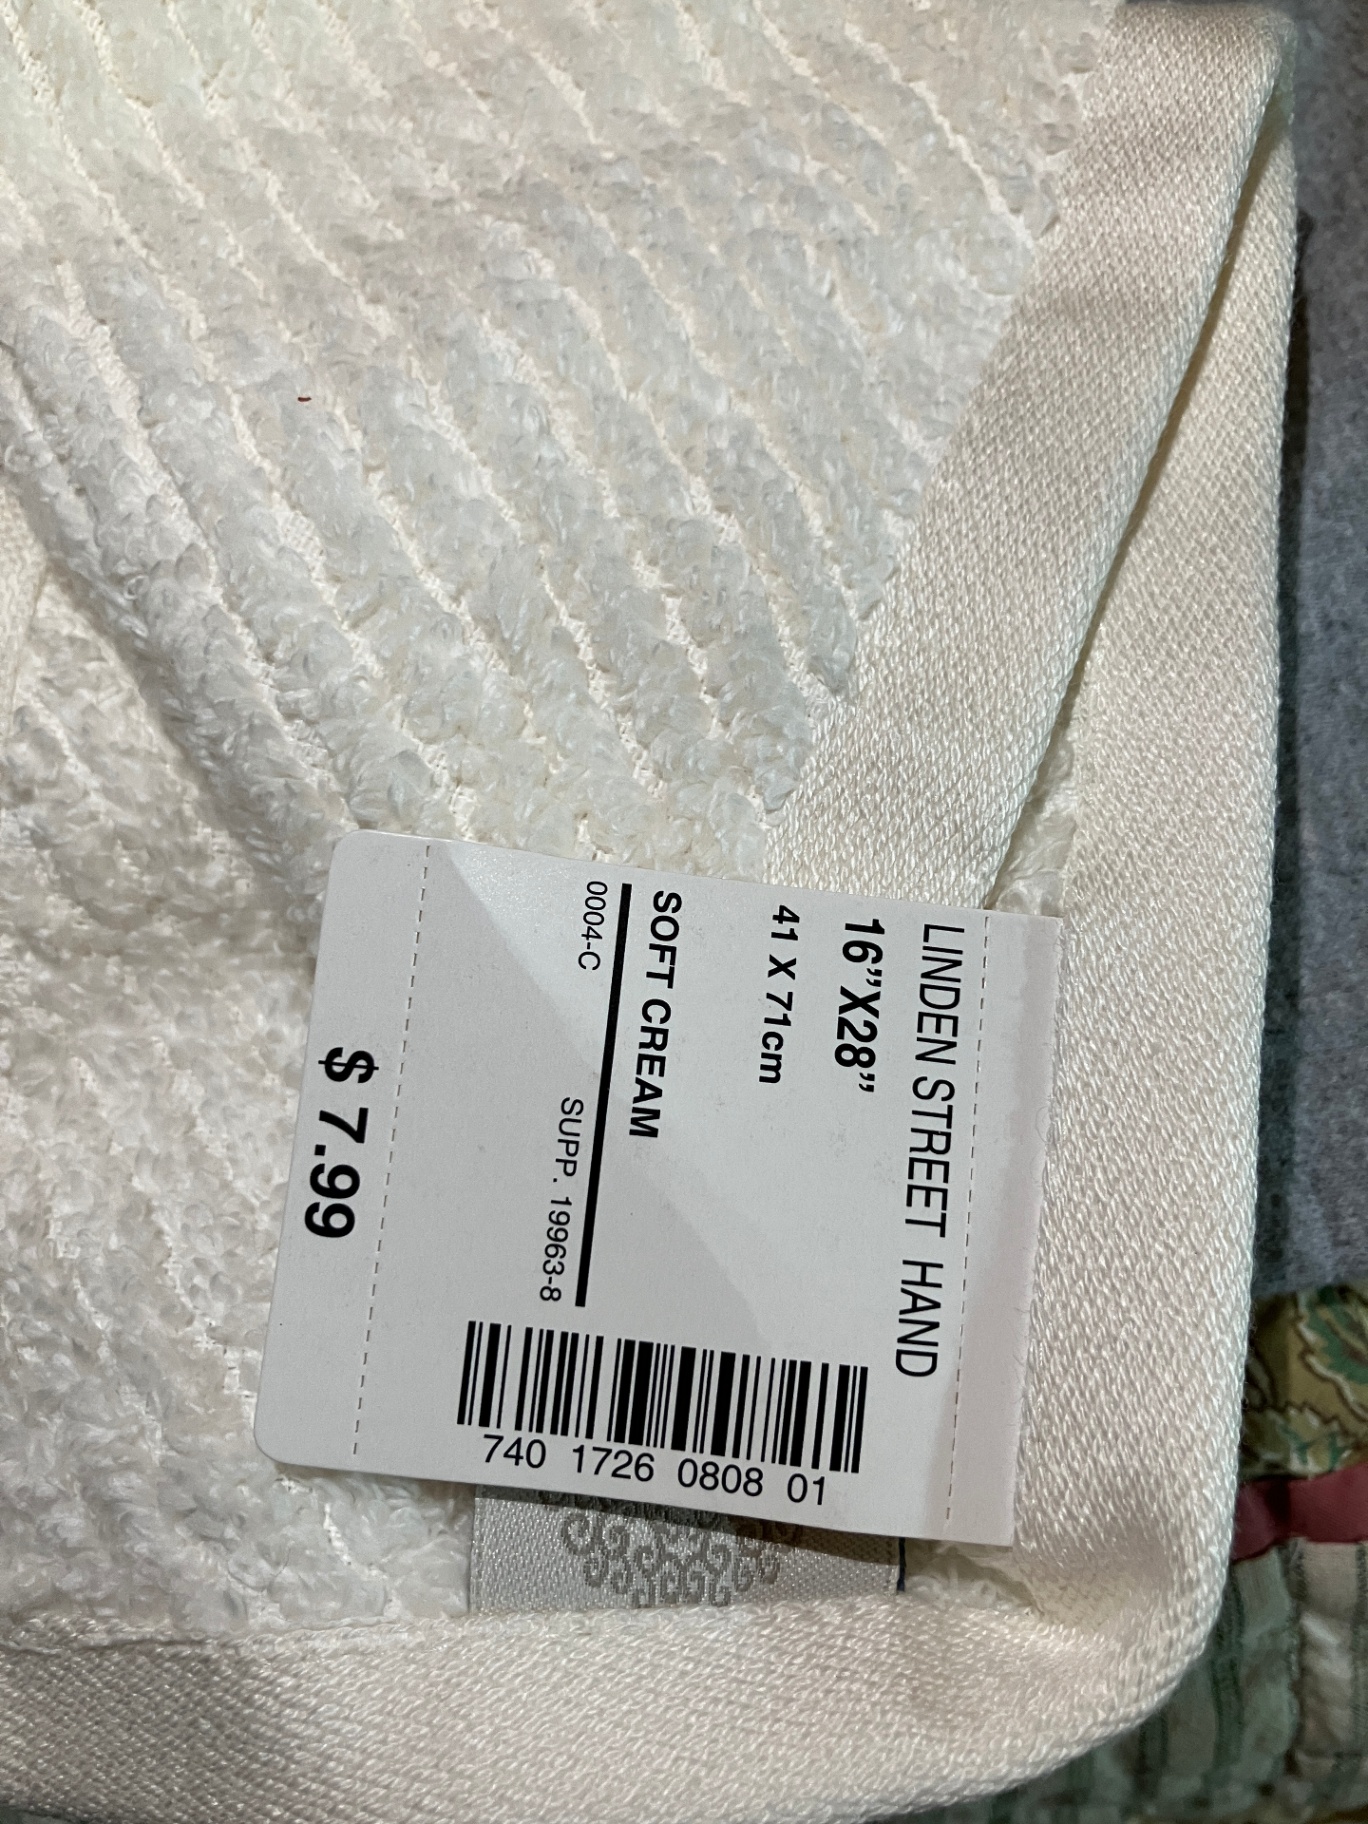 LINDEN STREET HAND
16”X28”
41 X 71cm
SOFT CREAM
0004-C
SUPP. 19963-8
740 1726 0808 01
$ 7.99